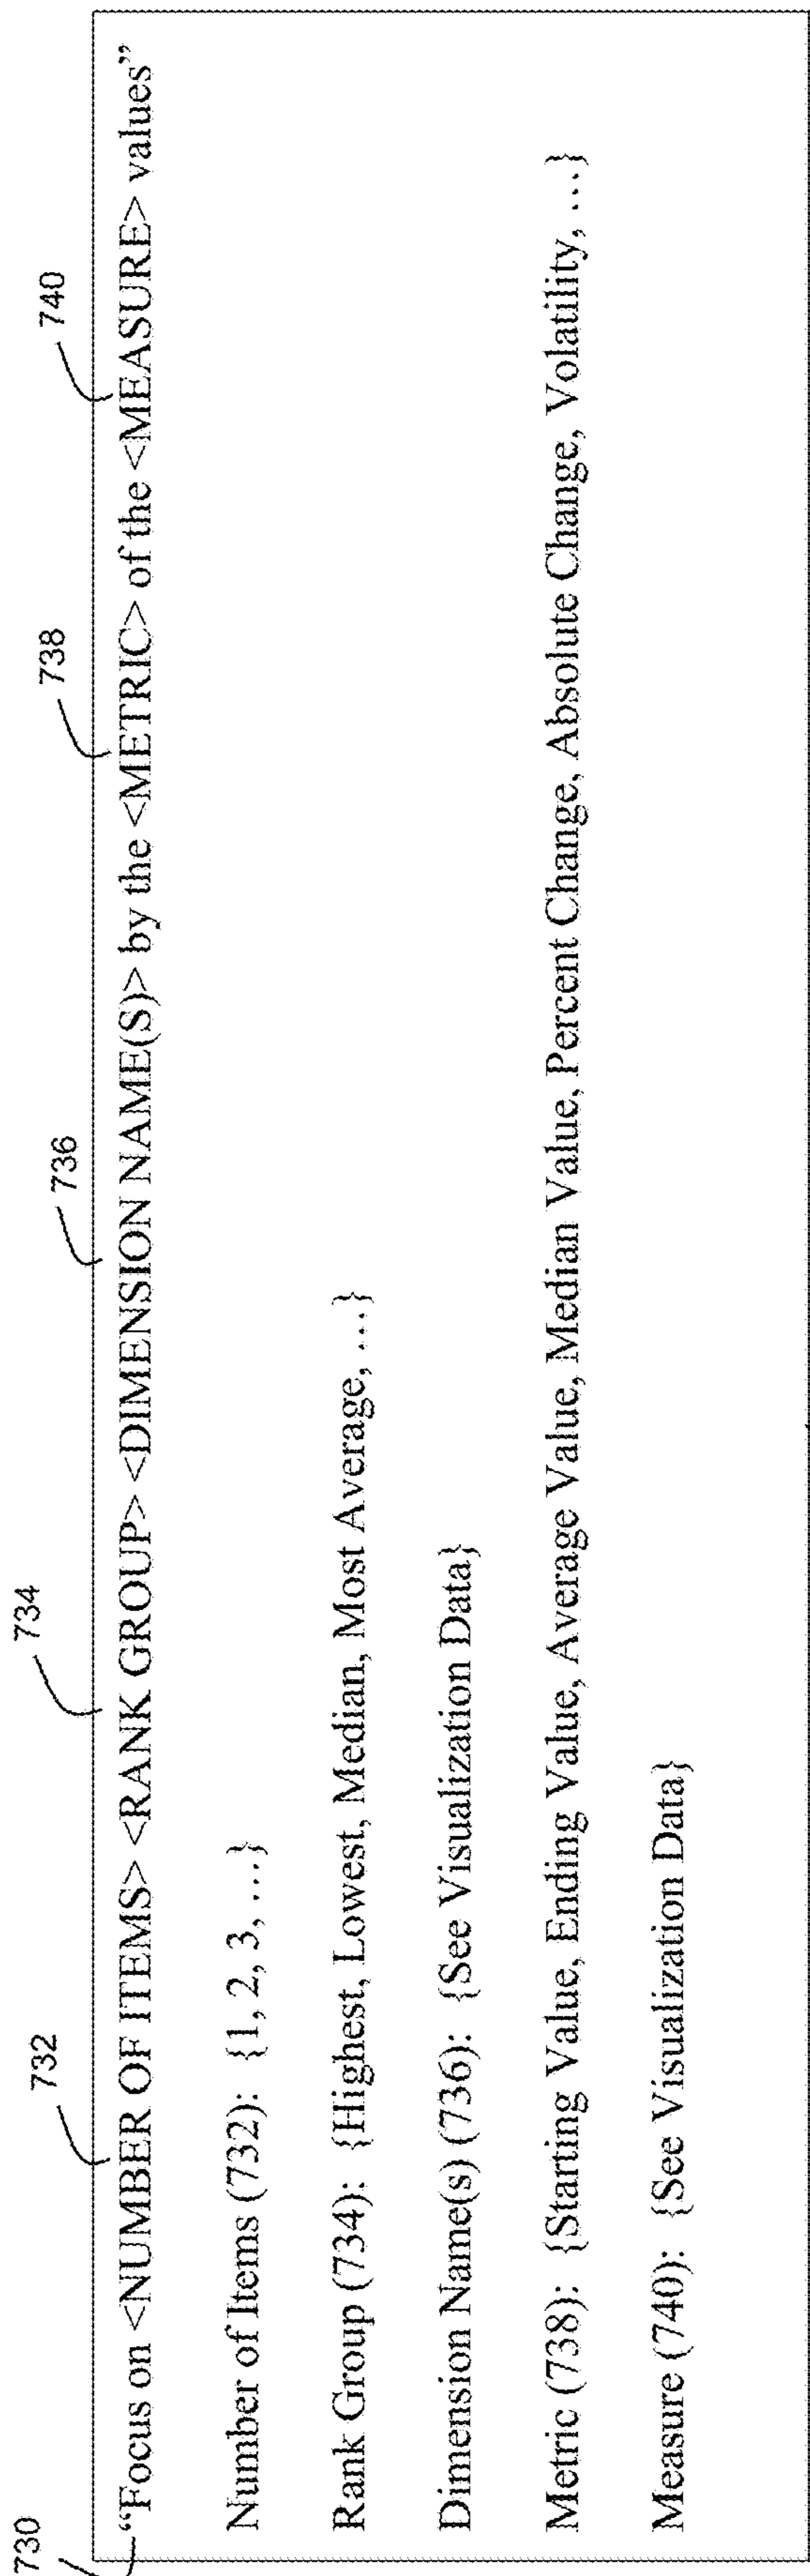 730 732 734 736 738 740
“Focus on <NUMBER OF ITEMS> <RANK GROUP> <DIMENSION NAME(S)> by the <METRIC> of the <MEASURE> values”
Number of Items (732): {1, 2, 3, …}
Rank Group (734): {Highest, Lowest, Median, Most Average, …}
Dimension Name(s) (736): {See Visualization Data}
Metric (738): {Starting Value, Ending Value, Average Value, Median Value, Percent Change, Absolute Change, Volatility, …}
Measure (740): {See Visualization Data}